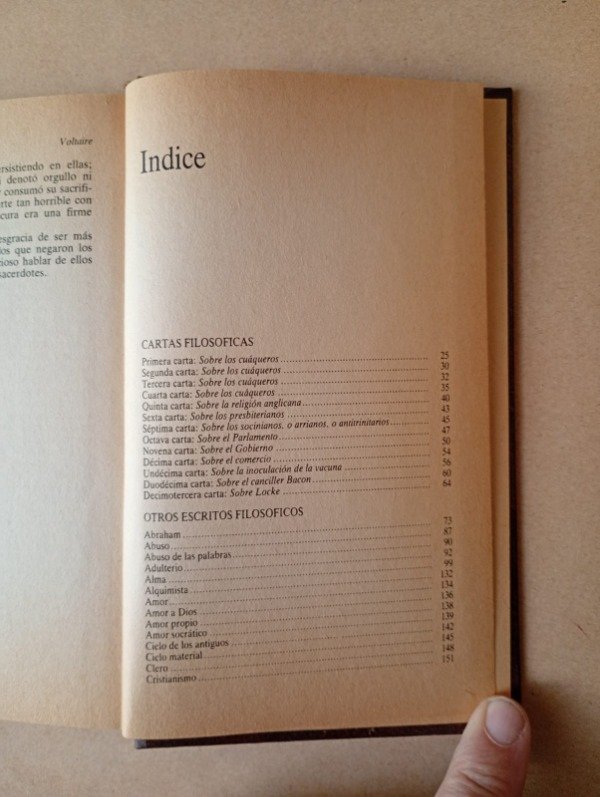 Voltaire
rsistiendo en ellas;
denotó orgullo ni
consumó su sacrifi-
rte tan horrible con
cura era una firme
esgracia de ser más
os que negaron los
ioso hablar de ellos
sacerdotes.
Indice
CARTAS FILOSOFICAS
Primera carta: Sobre los cuáqueros ........ 25
Segunda carta: Sobre los cuáqueros ........ 30
Tercera carta: Sobre los cuáqueros ........ 32
Cuarta carta: Sobre los cuáqueros ........ 35
Quinta carta: Sobre la religión anglicana ........ 40
Sexta carta: Sobre los presbiterianos ........ 43
Séptima carta: Sobre los socinianos, o arrianos, o antitrinitarios ........ 45
Octava carta: Sobre el Parlamento ........ 47
Novena carta: Sobre el Gobierno ........ 50
Décima carta: Sobre el comercio ........ 54
Undécima carta: Sobre la inoculación de la vacuna ........ 56
Duodécima carta: Sobre el canciller Bacon ........ 60
Decimotercera carta: Sobre Locke ........ 64
OTROS ESCRITOS FILOSOFICOS
Abraham ........ 73
Abuso ........ 87
Abuso de las palabras ........ 90
Adulterio ........ 92
Alma ........ 99
Alquimista ........ 132
Amor ........ 134
Amor a Dios ........ 136
Amor propio ........ 138
Amor socrático ........ 139
Cielo de los antiguos ........ 142
Cielo material ........ 145
Clero ........ 148
Cristianismo ........ 151